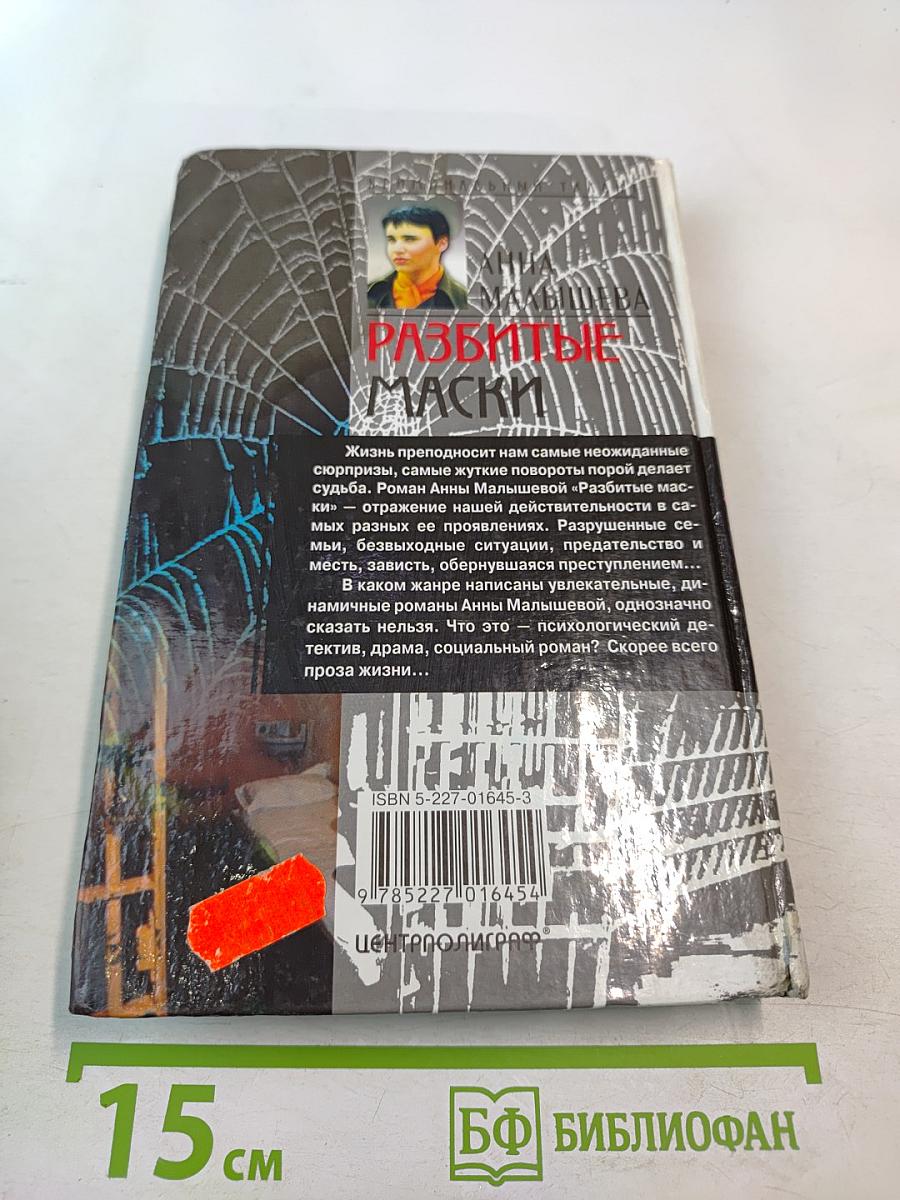 АННА
МАЛЫШЕВА
РАЗБИТЫЕ
МАСКИ
Жизнь преподносит нам самые неожиданные
сюрпризы, самые жуткие повороты порой делает
судьба. Роман Анны Малышевой «Разбитые мас-
ки» — отражение нашей действительности в са-
мых разных ее проявлениях. Разрушенные се-
мьи, безвыходные ситуации, предательство и
месть, зависть, обернувшаяся преступлением...
В каком жанре написаны увлекательные, ди-
намичные романы Анны Малышевой, однозначно
сказать нельзя. Что это — психологический де-
тектив, драма, социальный роман? Скорее всего
проза жизни...
ISBN 5-227-01645-3
9 785227 016454
ЦЕНТРПОЛИГРАФ®
15 см
БФ БИБЛИОФАН